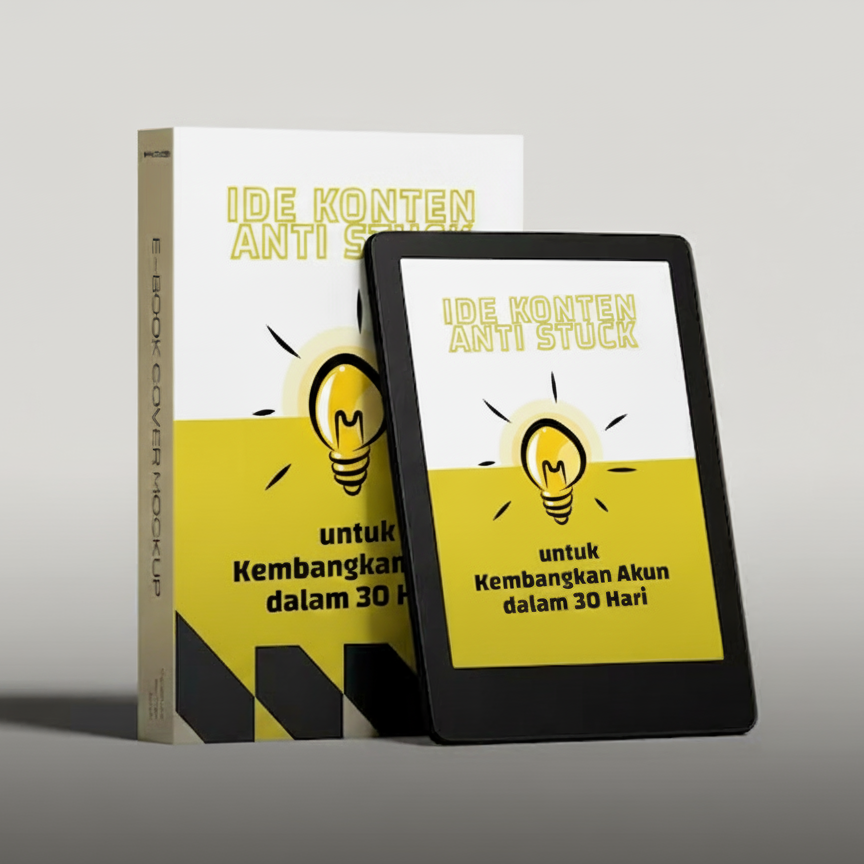 IDE KONTEN
ANTI STUCK
untuk
Kembangkan
dalam 30 H
E-BOOK COVER MOCKUP
IDE KONTEN
ANTI STUCK
untuk
Kembangkan Akun
dalam 30 Hari